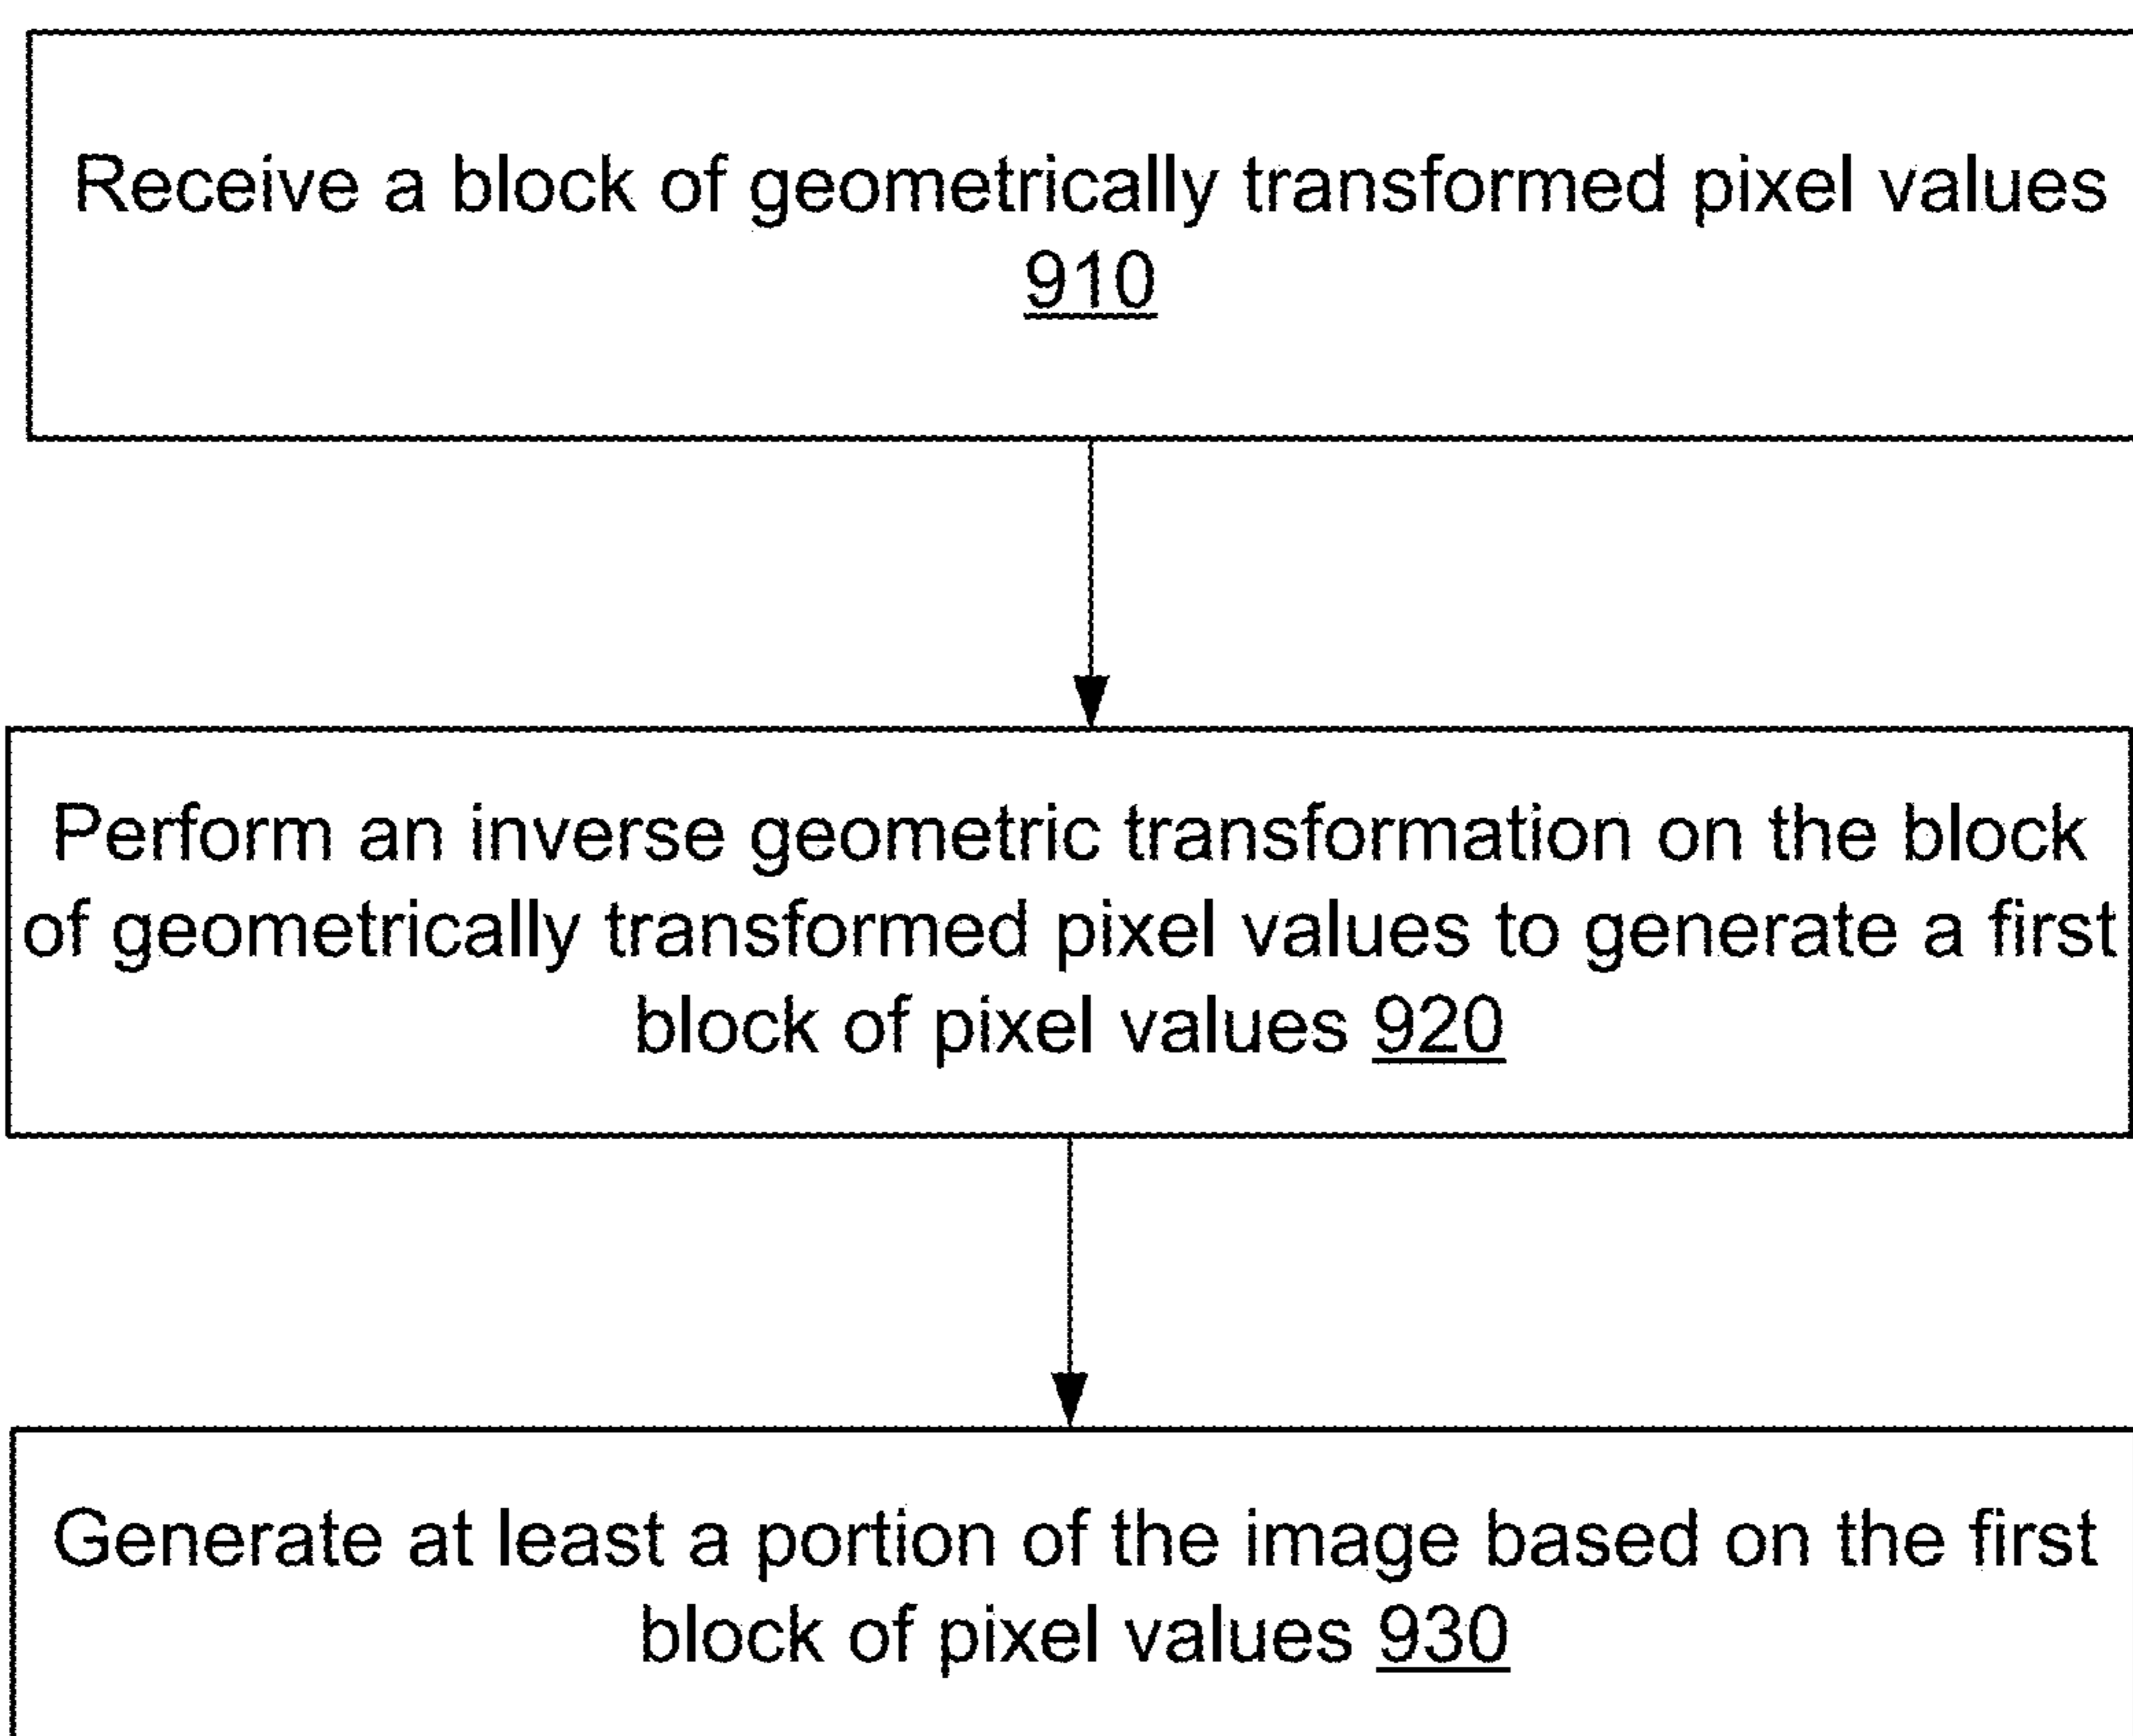 Receive a block of geometrically transformed pixel values
910
Perform an inverse geometric transformation on the block
of geometrically transformed pixel values to generate a first
block of pixel values 920
Generate at least a portion of the image based on the first
block of pixel values 930